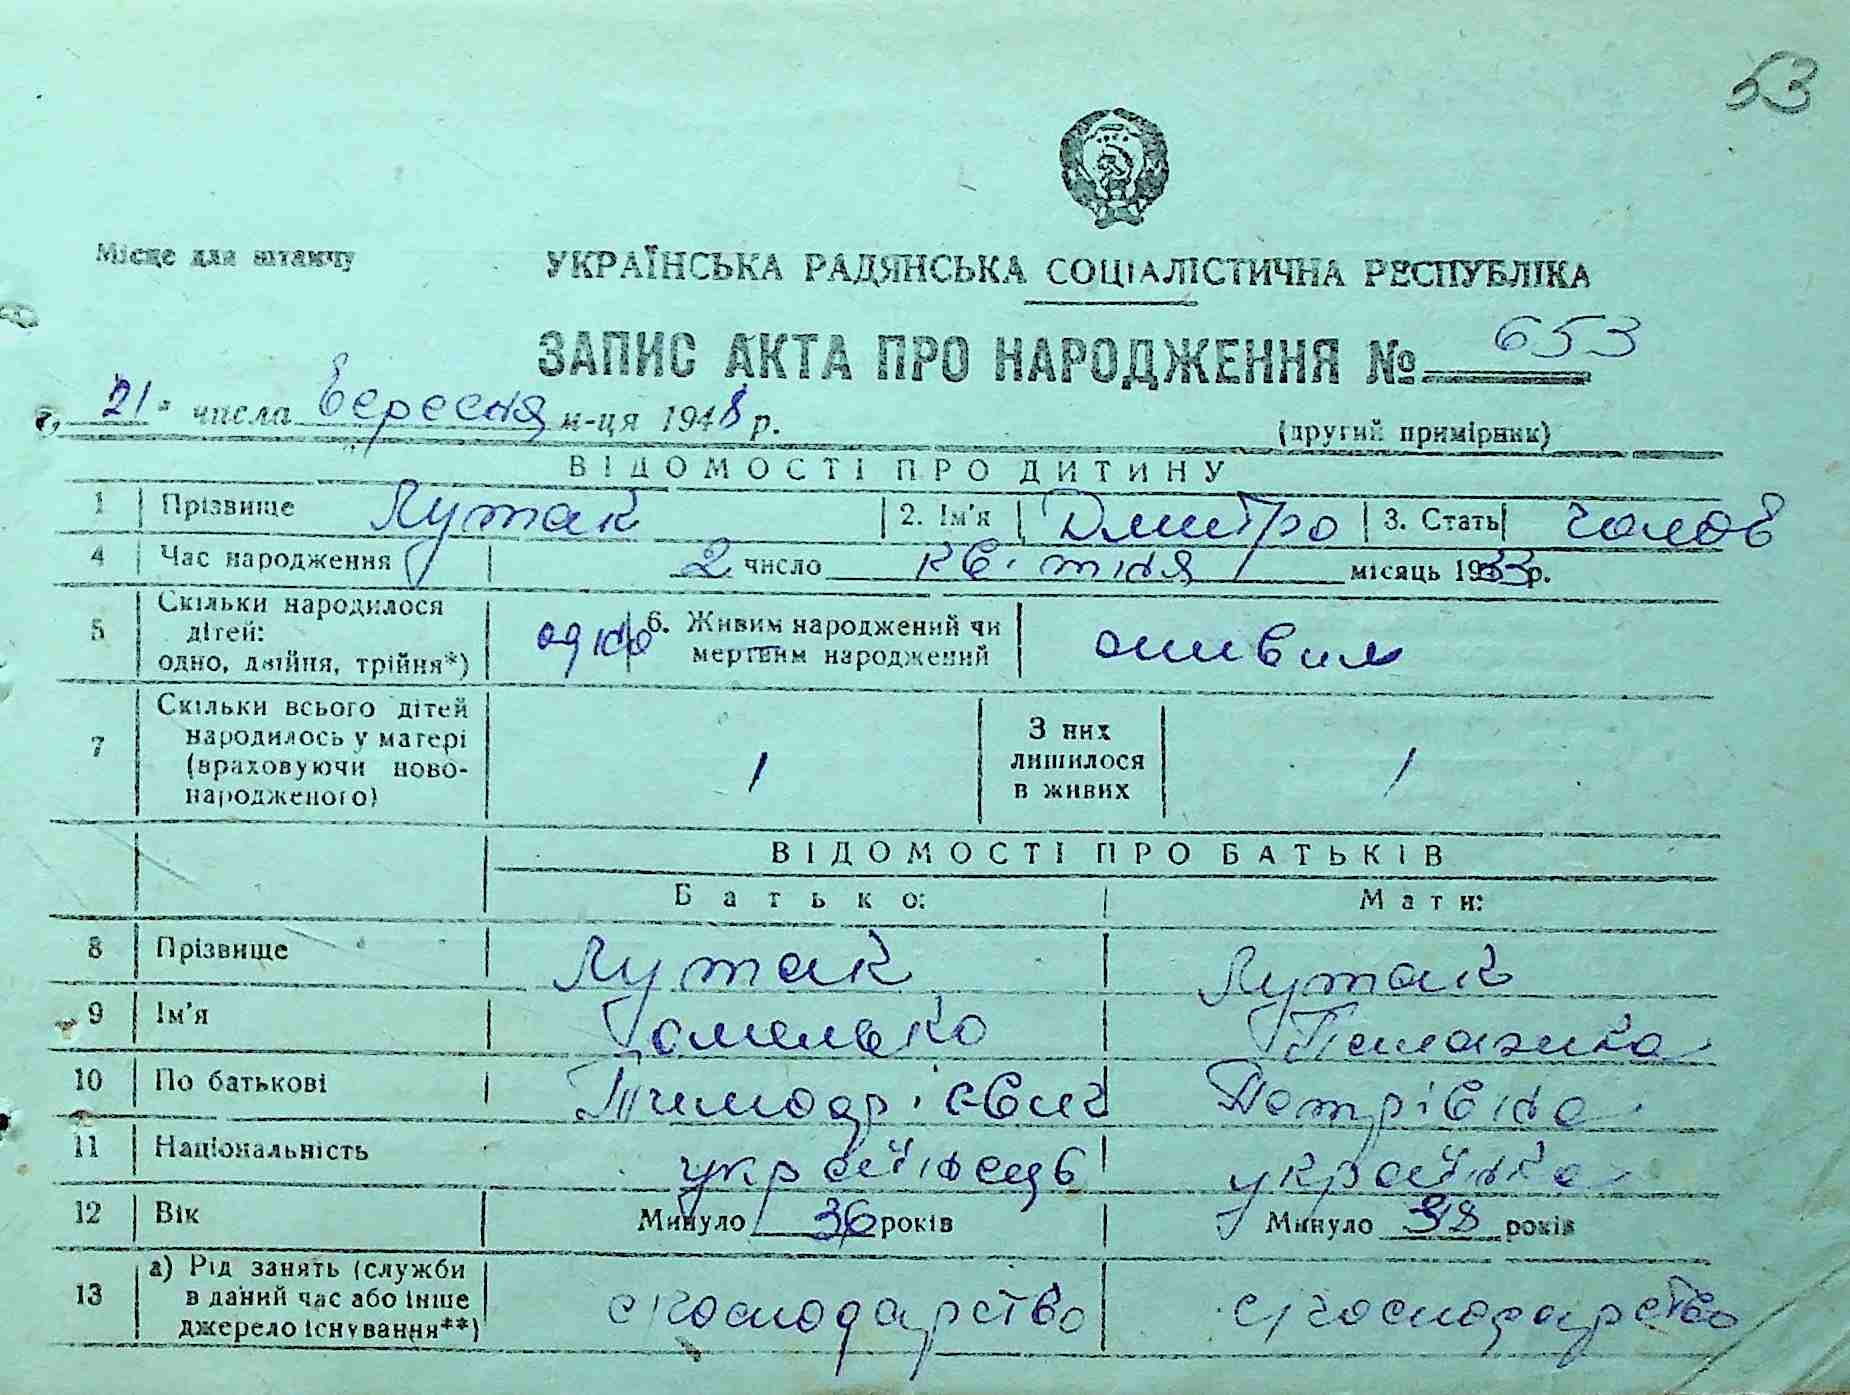 53
Місце для штампу
УКРАЇНСЬКА РАДЯНСЬКА СОЦІАЛІСТИЧНА РЕСПУБЛІКА
ЗАПИС АКТА ПРО НАРОДЖЕННЯ № 653
21 " числа Вересня м-ця 1948 р.
(другий примірник)
ВІДОМОСТІ ПРО ДИТИНУ
1 Прізвище Лутак 2. Ім'я Дмитро 3. Стать чолов
4 Час народження 2 число квітня місяць 1933 р.
5 Скільки народилося дітей: одно, двійня, трійня*) одно 6. Живим народжений чи мертвим народжений живим
7 Скільки всього дітей народилось у матері (враховуючи ново-народженого) 1 З них лишилося в живих 1
ВІДОМОСТІ ПРО БАТЬКІВ
Батько: Мати:
8 Прізвище Лутак Лутак
9 Ім'я Гомелько Палажка
10 По батькові Петрівна
11 Національність українець українка
12 Вік Минуло 36 років Минуло років
13 а) Рід занять (служби в даний час або інше джерело існування**) с/господарство с/господарство